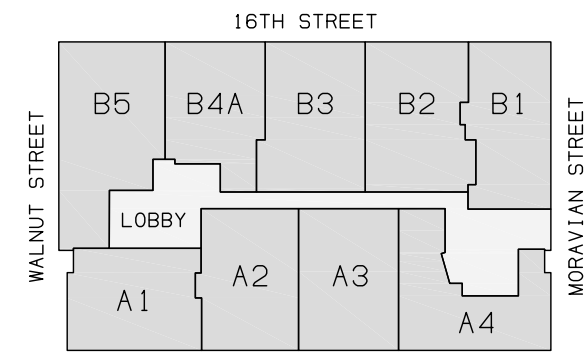 16TH STREET
WALNUT STREET
B5 B4A B3 B2 B1
MORAVIAN STREET
LOBBY
A1 A2 A3 A4